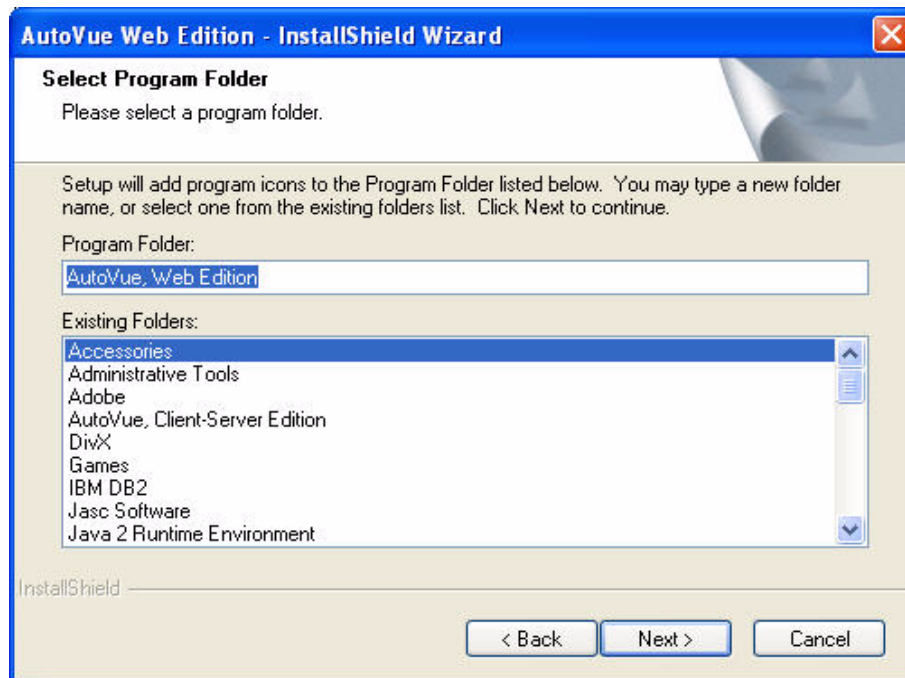 AutoVue Web Edition - InstallShield Wizard
Select Program Folder
Please select a program folder.
Setup will add program icons to the Program Folder listed below.  You may type a new folder
name, or select one from the existing folders list.  Click Next to continue.
Program Folder:
AutoVue, Web Edition
Existing Folders:
Accessories
Administrative Tools
Adobe
AutoVue, Client-Server Edition
DivX
Games
IBM DB2
Jasc Software
Java 2 Runtime Environment
InstallShield
< Back
Next >
Cancel